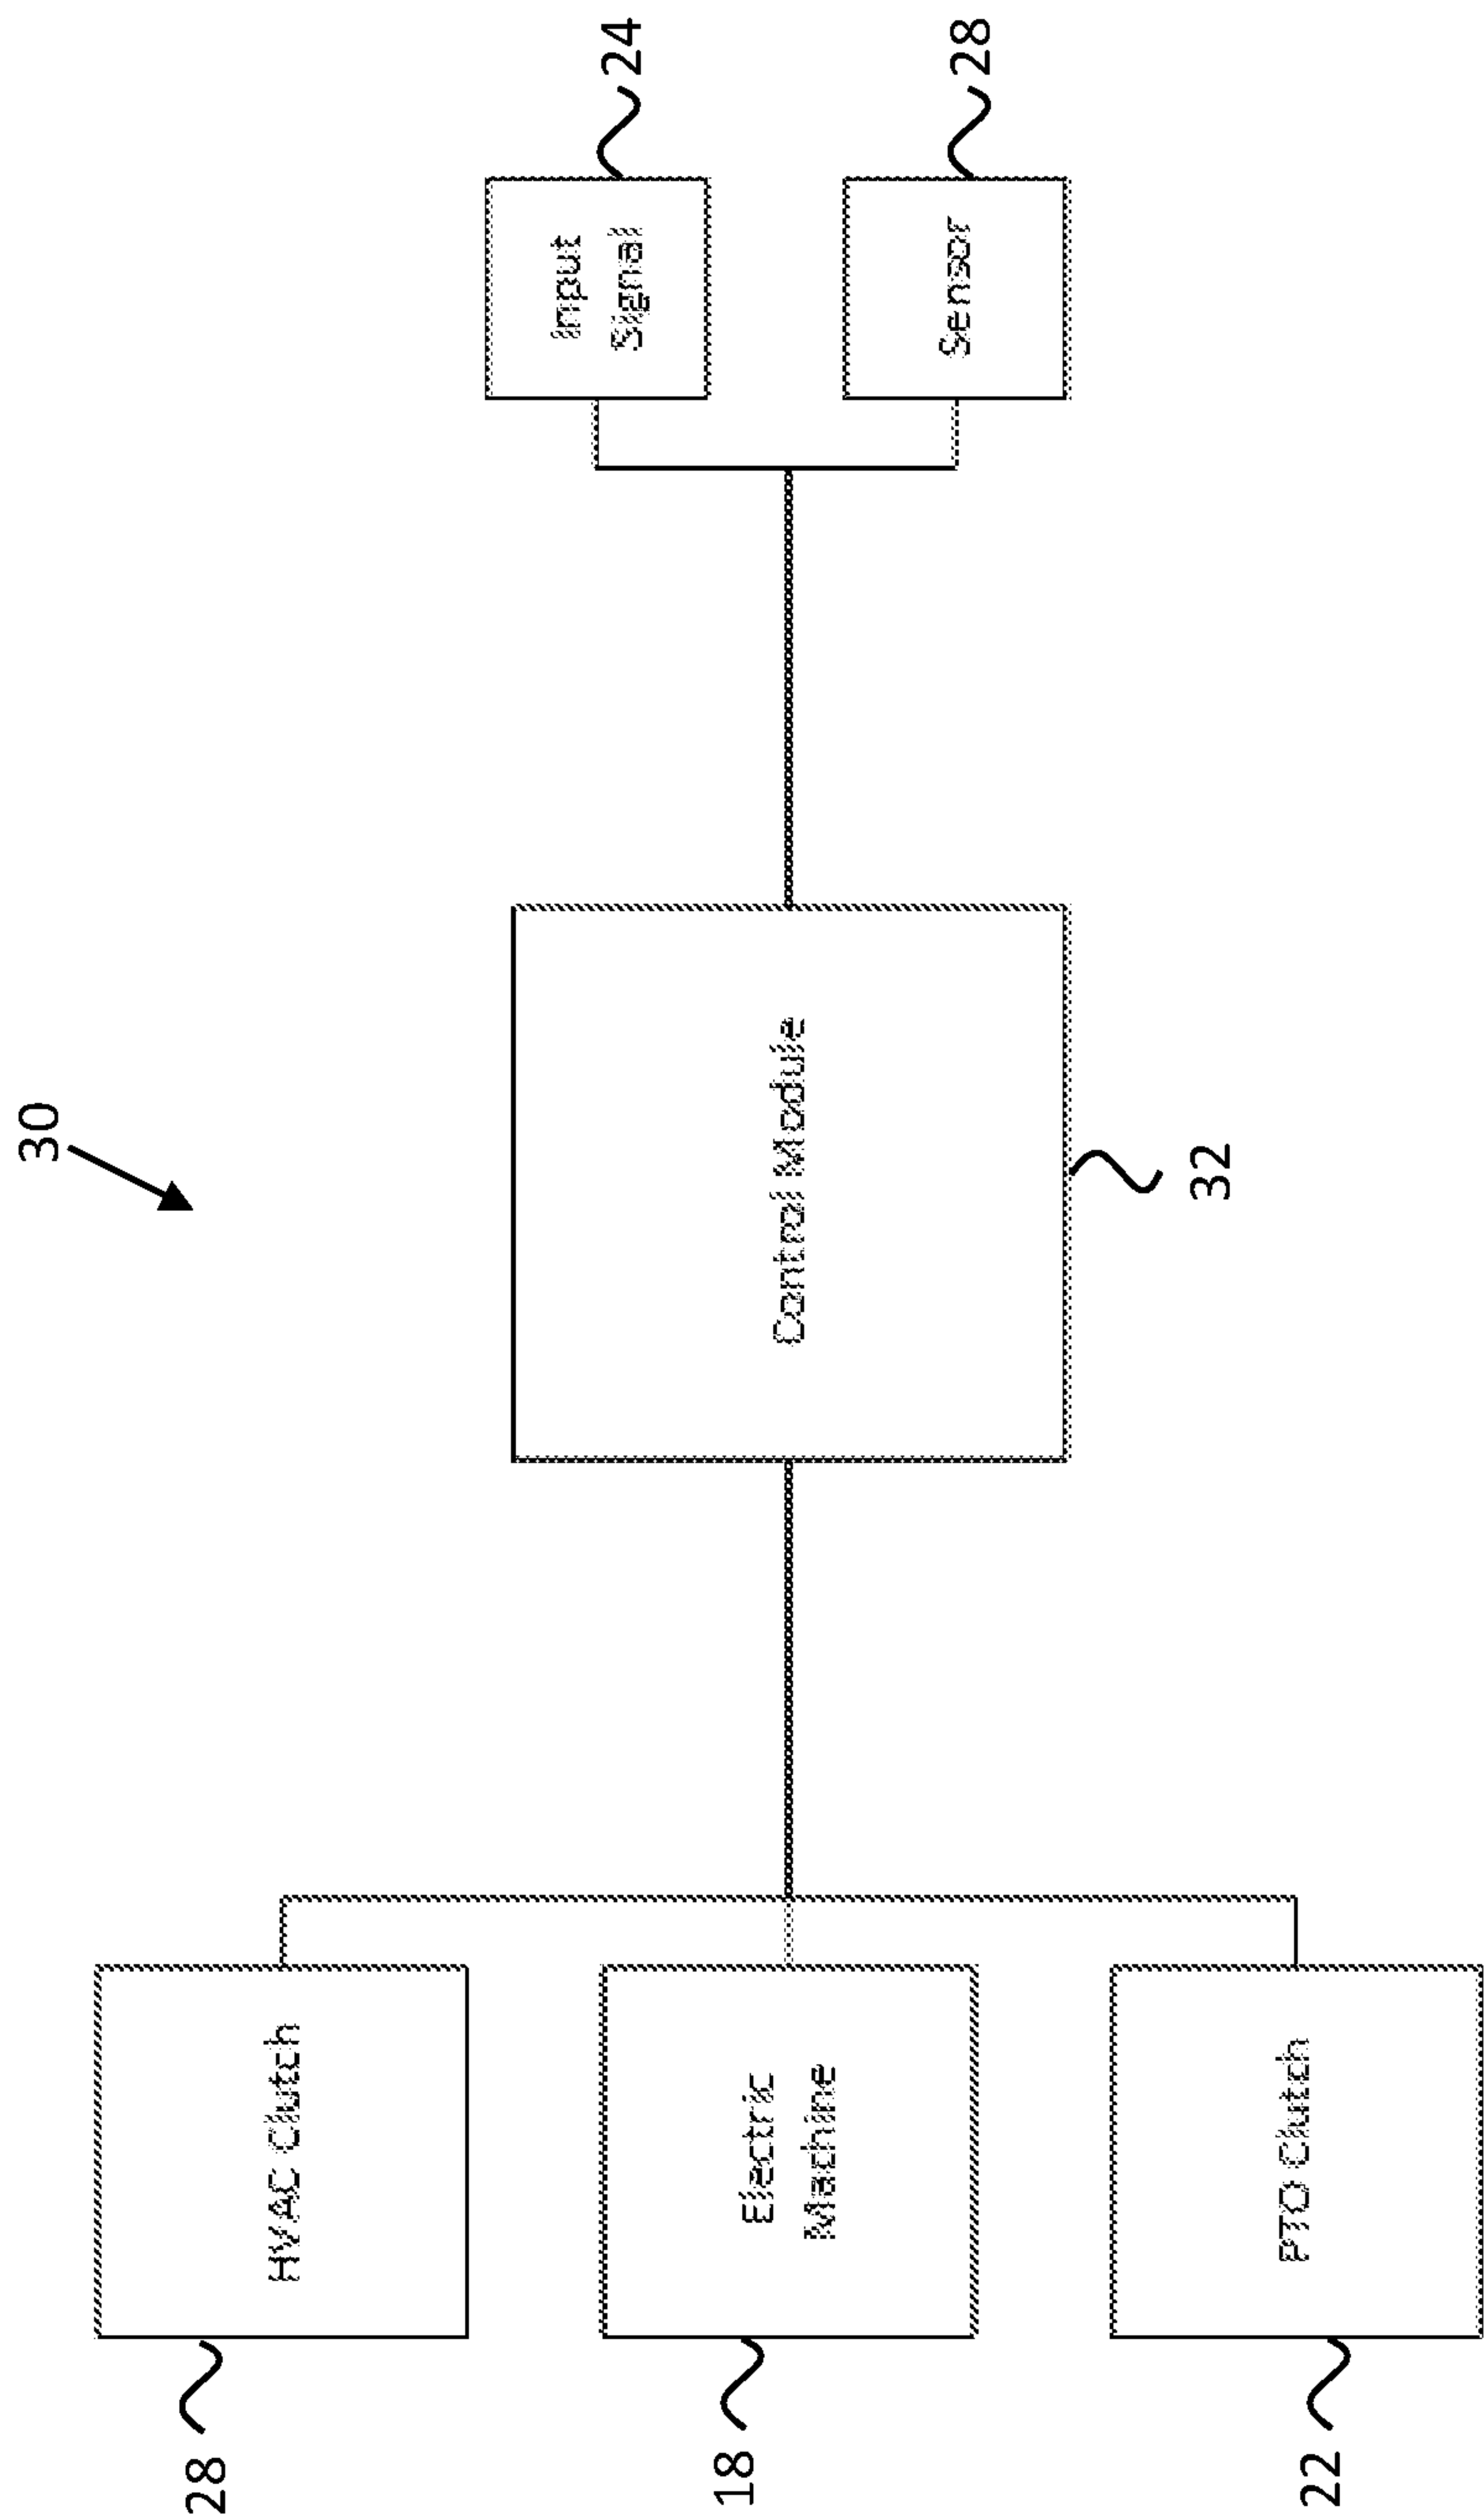 30
28
HVAC Clutch
18
Electric
Machine
22
PTO Clutch
Control Module
32
Input
Signal
24
Sensor
28